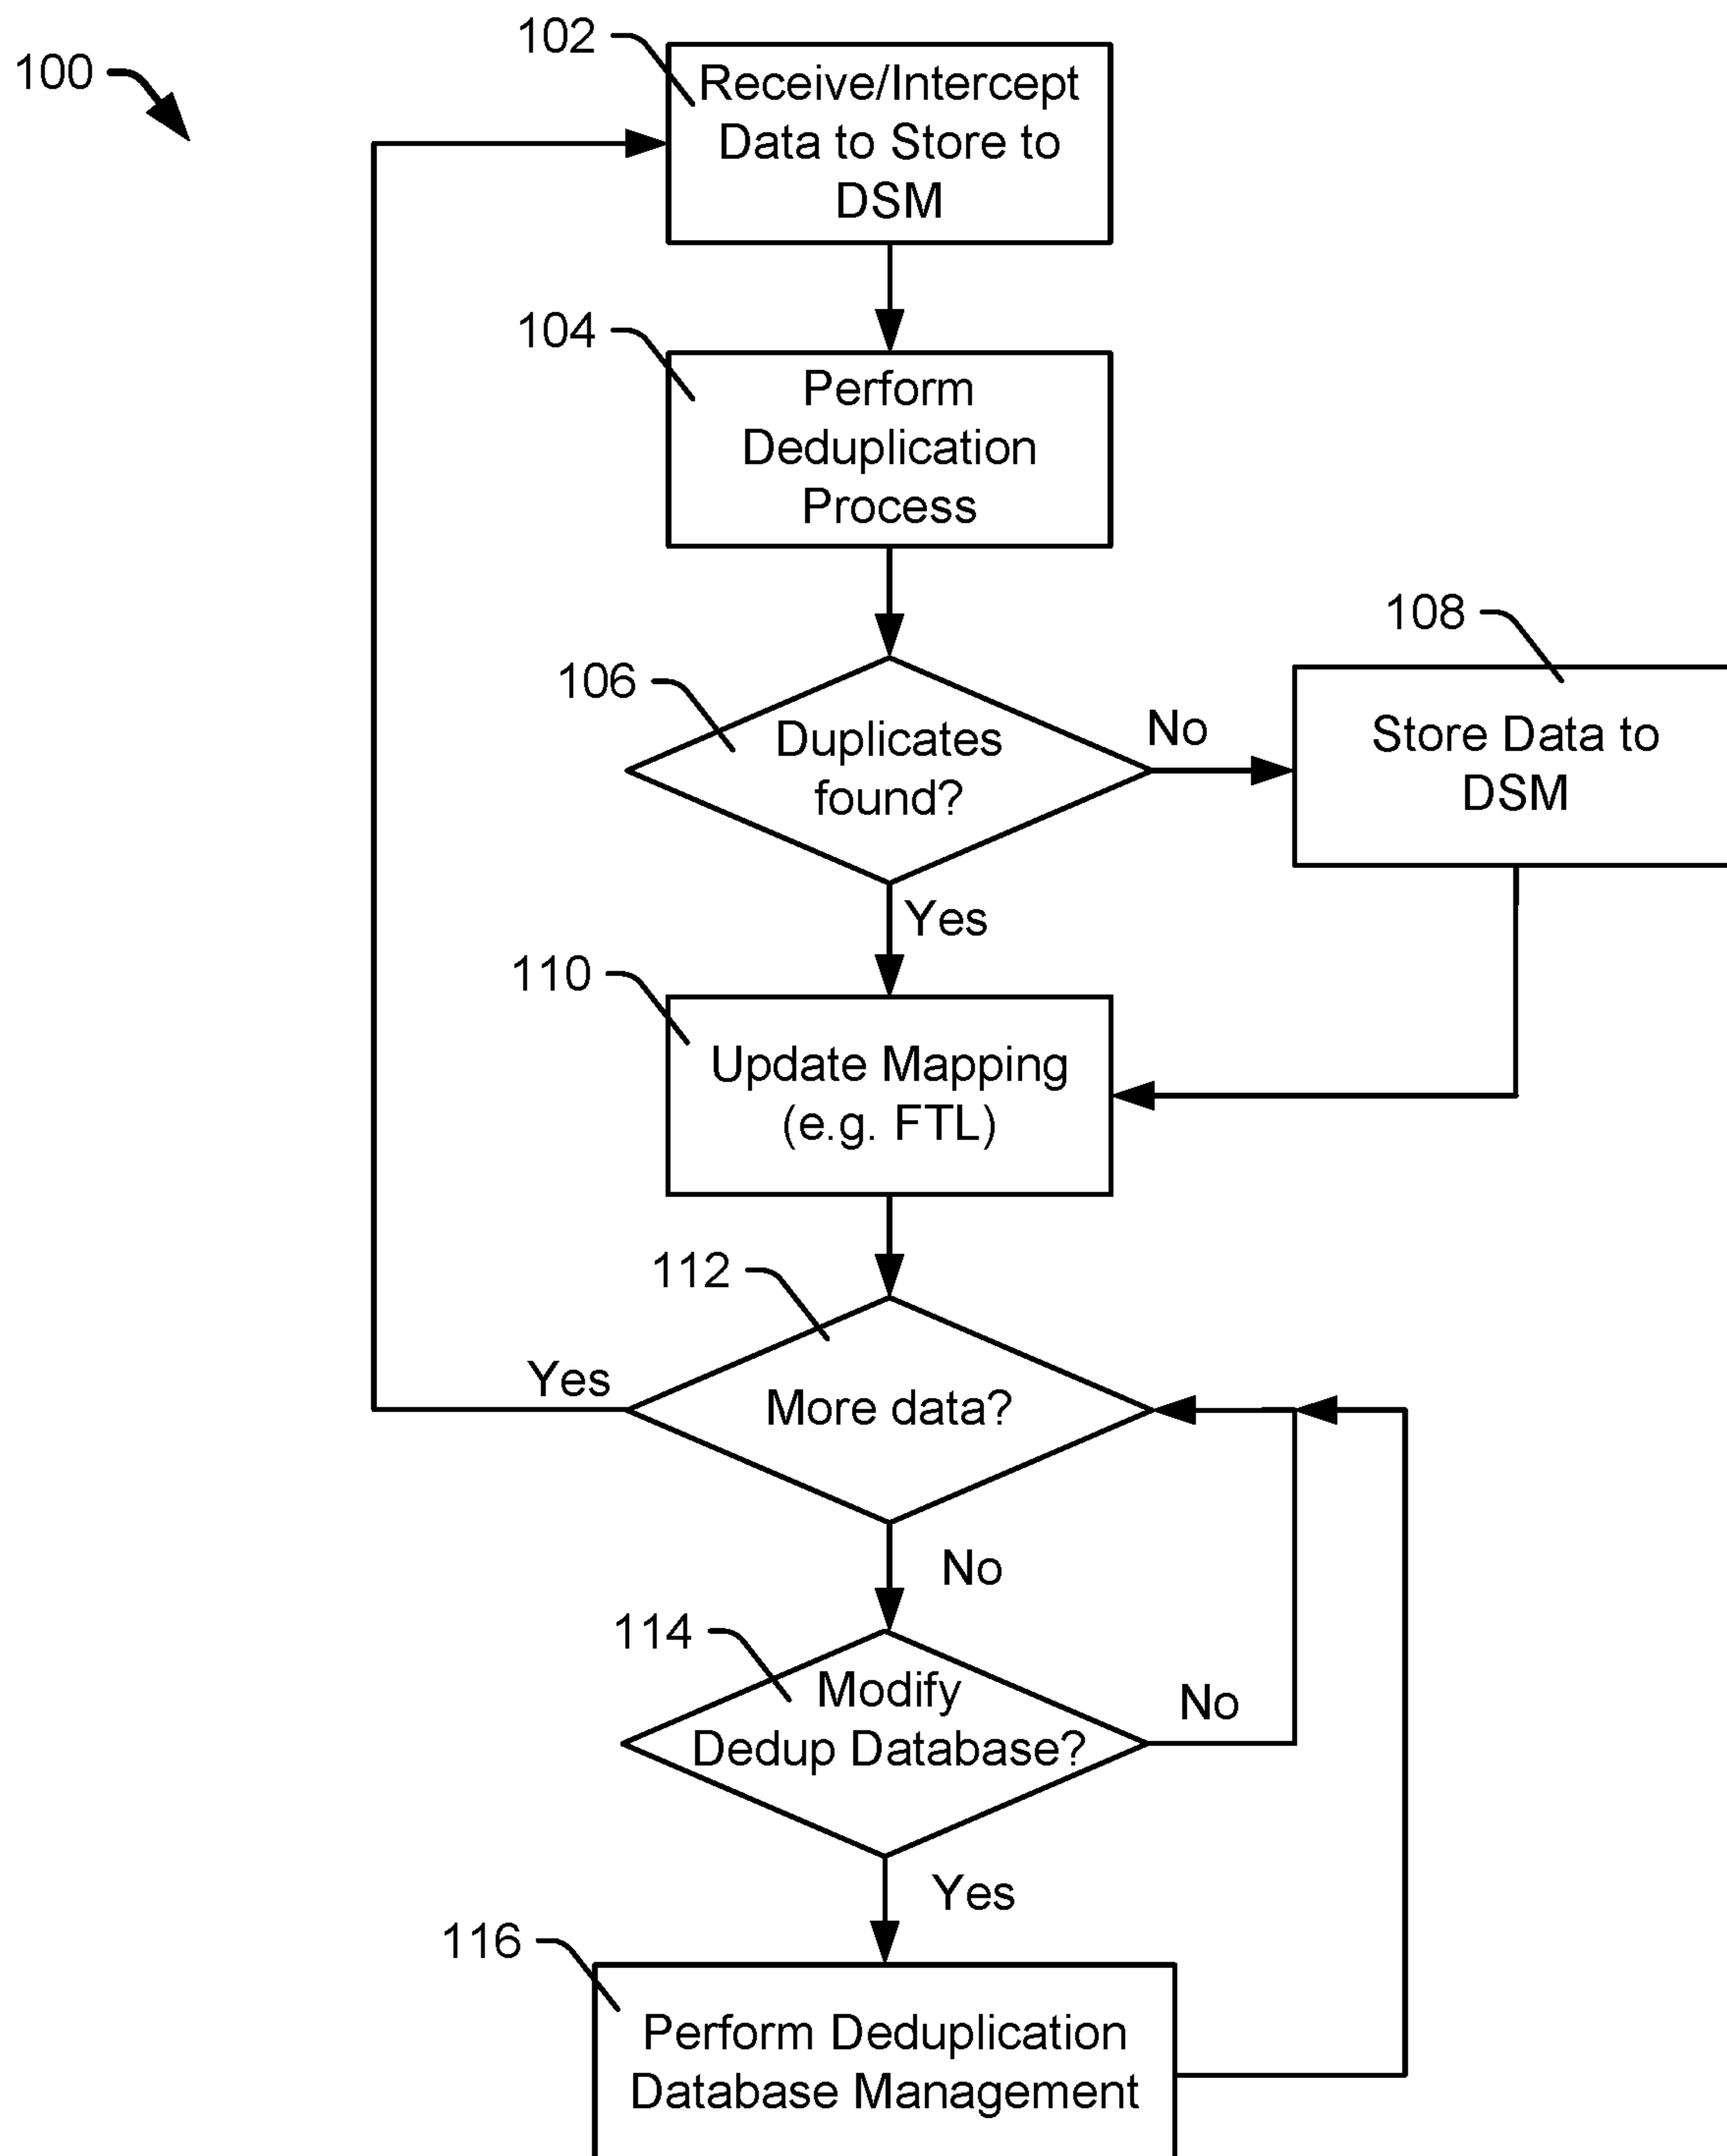 100
102
Receive/Intercept
Data to Store to
DSM
104
Perform
Deduplication
Process
106
Duplicates
found?
No
108
Store Data to
DSM
Yes
110
Update Mapping
(e.g. FTL)
112
Yes
More data?
No
114
Modify
Dedup Database?
No
Yes
116
Perform Deduplication
Database Management